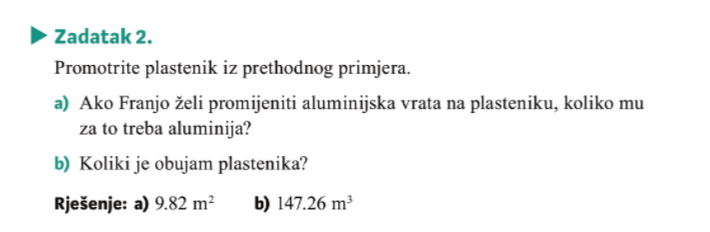 Zadatak 2.
Promotrite plastenik iz prethodnog primjera.
a) Ako Franjo želi promijeniti aluminijska vrata na plasteniku, koliko mu
za to treba aluminija?
b) Koliki je obujam plastenika?
Rješenje: a) 9.82 m² b) 147.26 m³